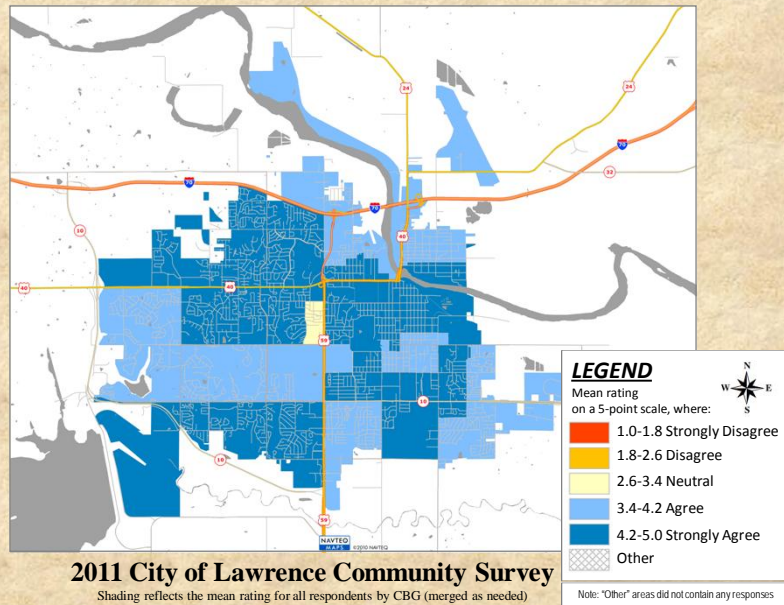 24
24
70
70
32
10
70
40
40
40
59
10
10
59
NAVTEQ
MAPS
©2010 NAVTEQ
LEGEND
Mean rating
on a 5-point scale, where:
N
W E
S
1.0-1.8 Strongly Disagree
1.8-2.6 Disagree
2.6-3.4 Neutral
3.4-4.2 Agree
4.2-5.0 Strongly Agree
Other
2011 City of Lawrence Community Survey
Shading reflects the mean rating for all respondents by CBG (merged as needed)
Note: "Other" areas did not contain any responses